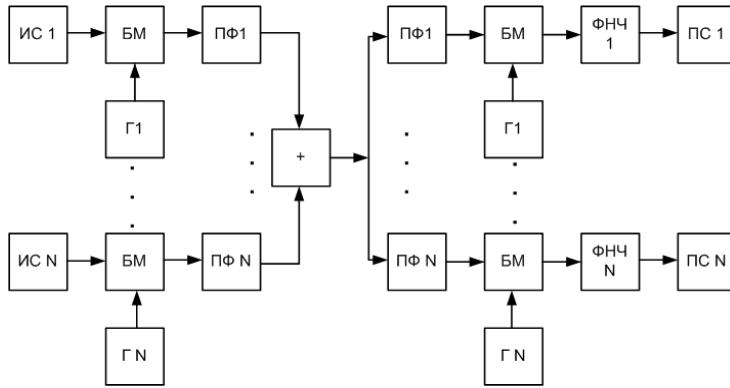 ИС 1
БМ
ПФ1
ПФ1
БМ
ФНЧ
1
ПС 1
Г1
Г1
+
ИС N
БМ
ПФ N
ПФ N
БМ
ФНЧ
N
ПС N
Г N
Г N